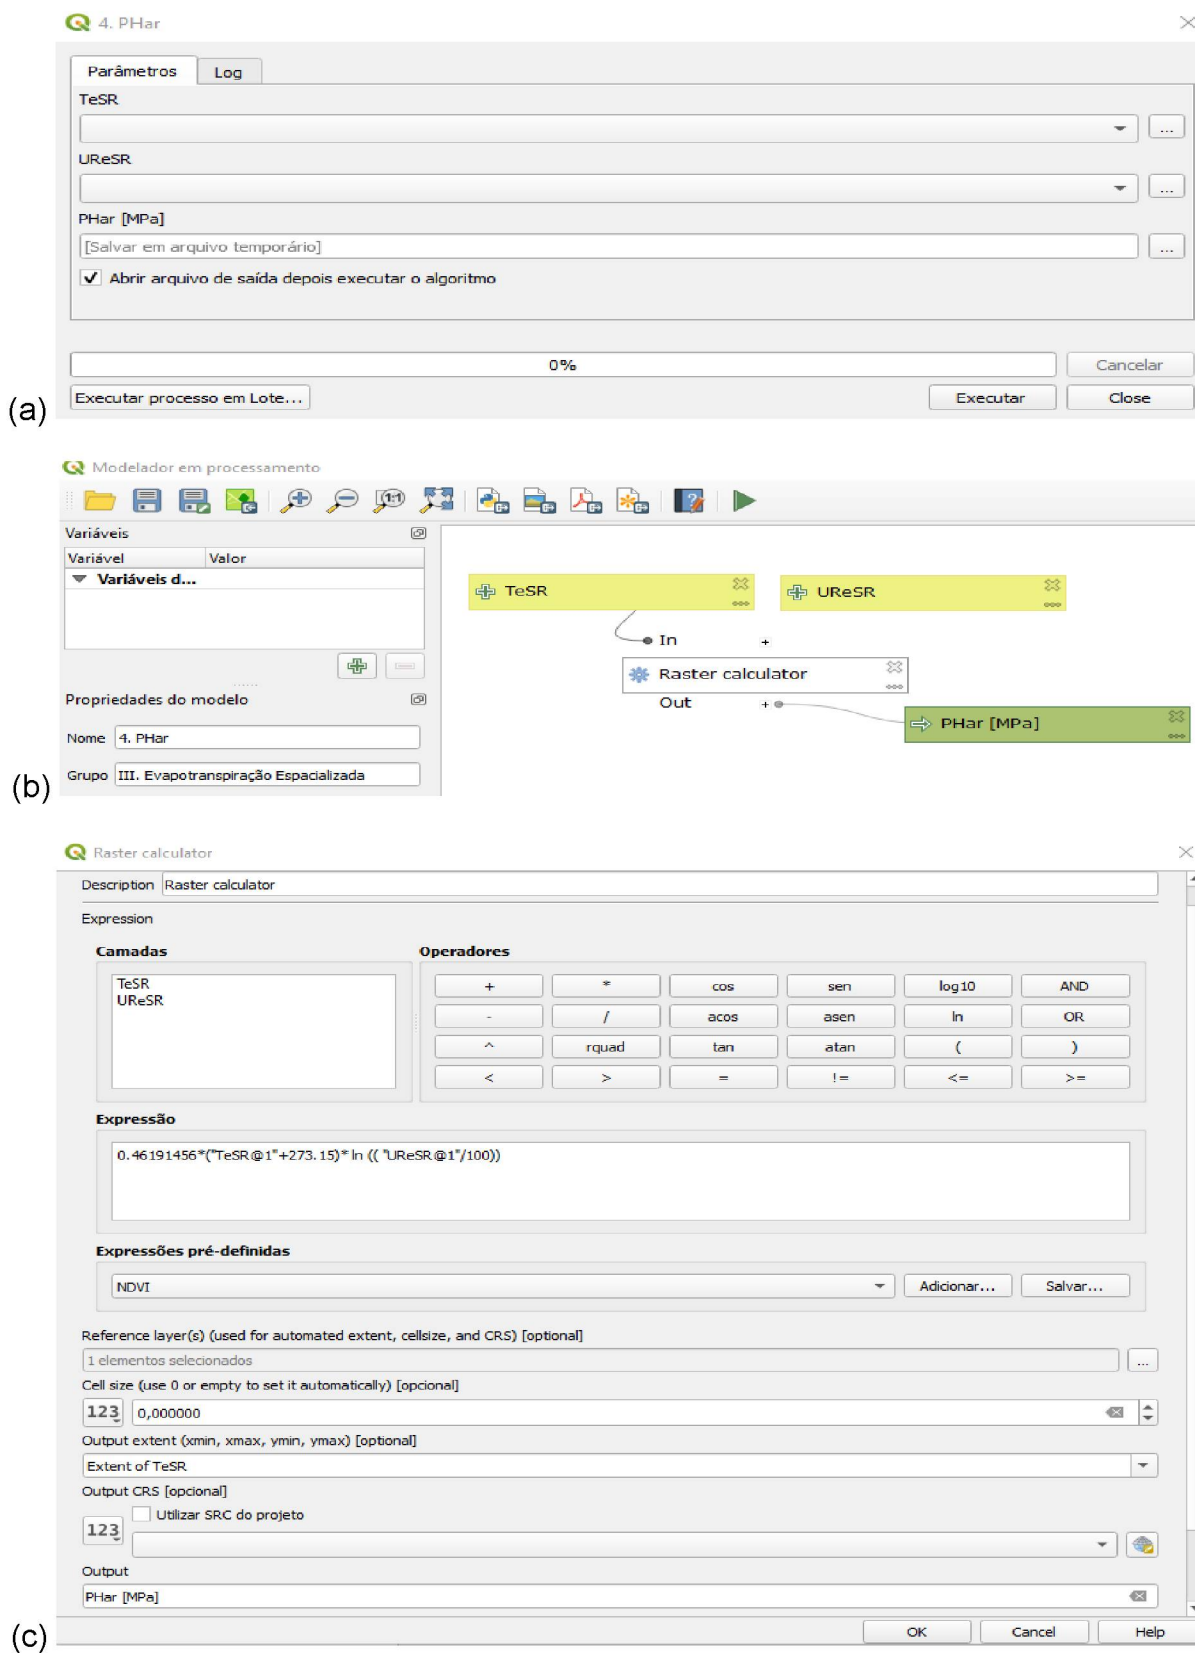 4. PHar
Parâmetros Log
TeSR
...
UReSR
...
PHar [MPa]
[Salvar em arquivo temporário] ...
Abrir arquivo de saída depois executar o algoritmo
0% Cancelar
Executar processo em Lote... Executar Close
(a)
Modelador em processamento
1:1
Variáveis
Variável Valor
Variáveis d...
TeSR
UReSR
In +
Raster calculator
Out +
PHar [MPa]
Propriedades do modelo
Nome 4. PHar
Grupo III. Evapotranspiração Espacializada
(b)
Raster calculator
Description Raster calculator
Expression
Camadas Operadores
TeSR
UReSR
+ * cos sen log10 AND
- / acos asen ln OR
^ rquad tan atan ( )
< > = != <= >=
Expressão
0.46191456*("TeSR@1"+273.15)* ln (( "UReSR@1"/100))
Expressões pré-definidas
NDVI Adicionar... Salvar...
Reference layer(s) (used for automated extent, cellsize, and CRS) [optional]
1 elementos selecionados ...
Cell size (use 0 or empty to set it automatically) [opcional]
123 0,000000
Output extent (xmin, xmax, ymin, ymax) [optional]
Extent of TeSR
Output CRS [opcional]
Utilizar SRC do projeto
123
Output
PHar [MPa]
OK Cancel Help
(c)